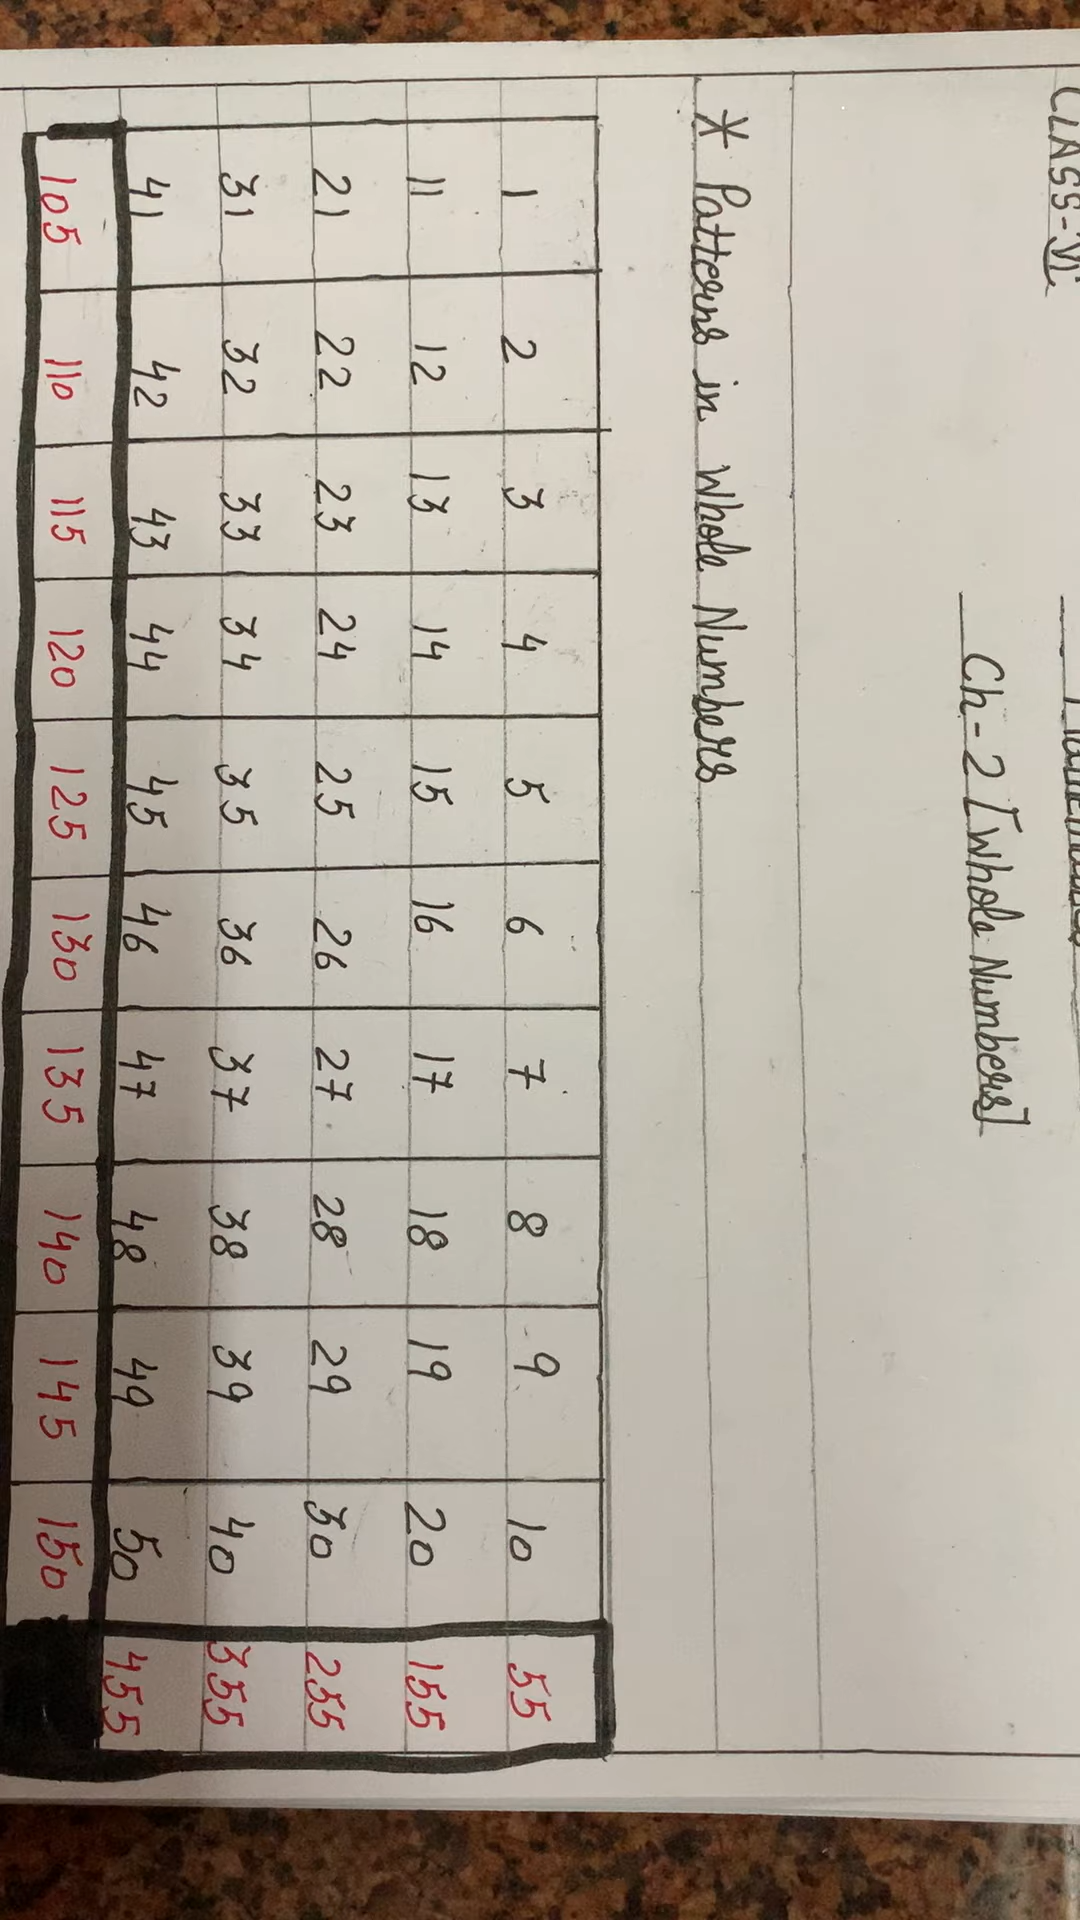 CLASS-VI
Ch-2 [Whole Numbers]
* Patterns in Whole Numbers
1 2 3 4 5 6 7 8 9 10 55
11 12 13 14 15 16 17 18 19 20 155
21 22 23 24 25 26 27 28 29 30 255
31 32 33 34 35 36 37 38 39 40 355
41 42 43 44 45 46 47 48 49 50 455
105 110 115 120 125 130 135 140 145 150